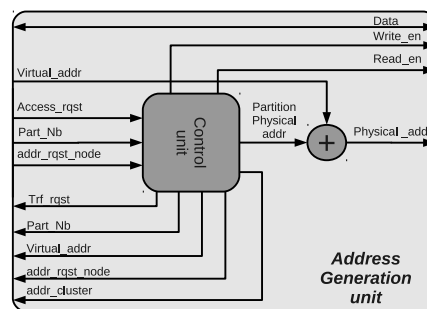 Data
Write_en
Read_en
Virtual_addr
Access_rqst
Part_Nb
addr_rqst_node
Control
unit
Partition
Physical
addr
+
Physical_add
Trf_rqst
Part_Nb
Virtual_addr
addr_rqst_node
addr_cluster
Address
Generation
unit